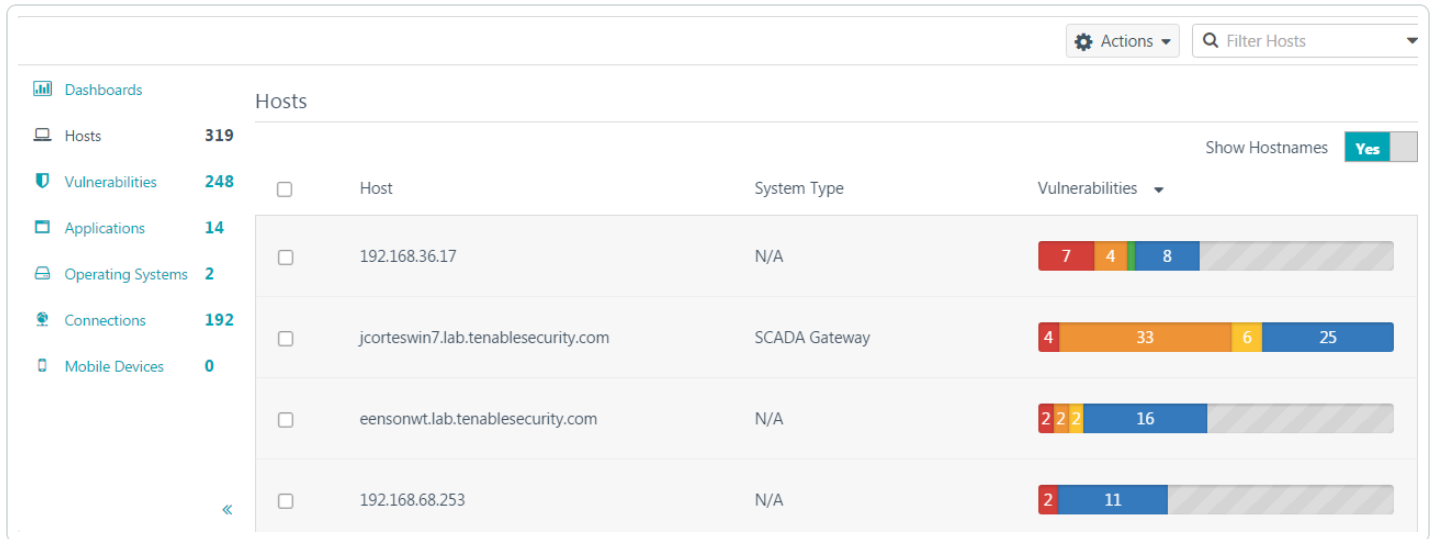 Actions
Filter Hosts
Dashboards
Hosts 319
Vulnerabilities 248
Applications 14
Operating Systems 2
Connections 192
Mobile Devices 0
«
Hosts
Show Hostnames Yes
Host System Type Vulnerabilities
192.168.36.17 N/A 7 4 8
jcorteswin7.lab.tenablesecurity.com SCADA Gateway 4 33 6 25
eensonwt.lab.tenablesecurity.com N/A 2 2 2 16
192.168.68.253 N/A 2 11